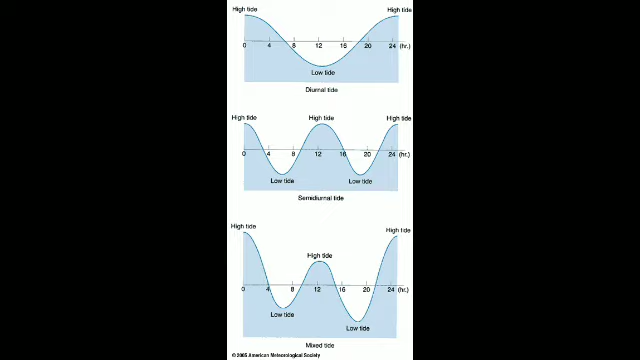 High tide High tide
0 4 8 12 16 20 24 (hr.)
Low tide
Diurnal tide
High tide High tide High tide
0 4 8 12 16 20 24 (hr.)
Low tide Low tide
Semidiurnal tide
High tide High tide
High tide
0 4 8 12 16 20 24 (hr.)
Low tide
Low tide
Mixed tide
© 2005 American Meteorological Society